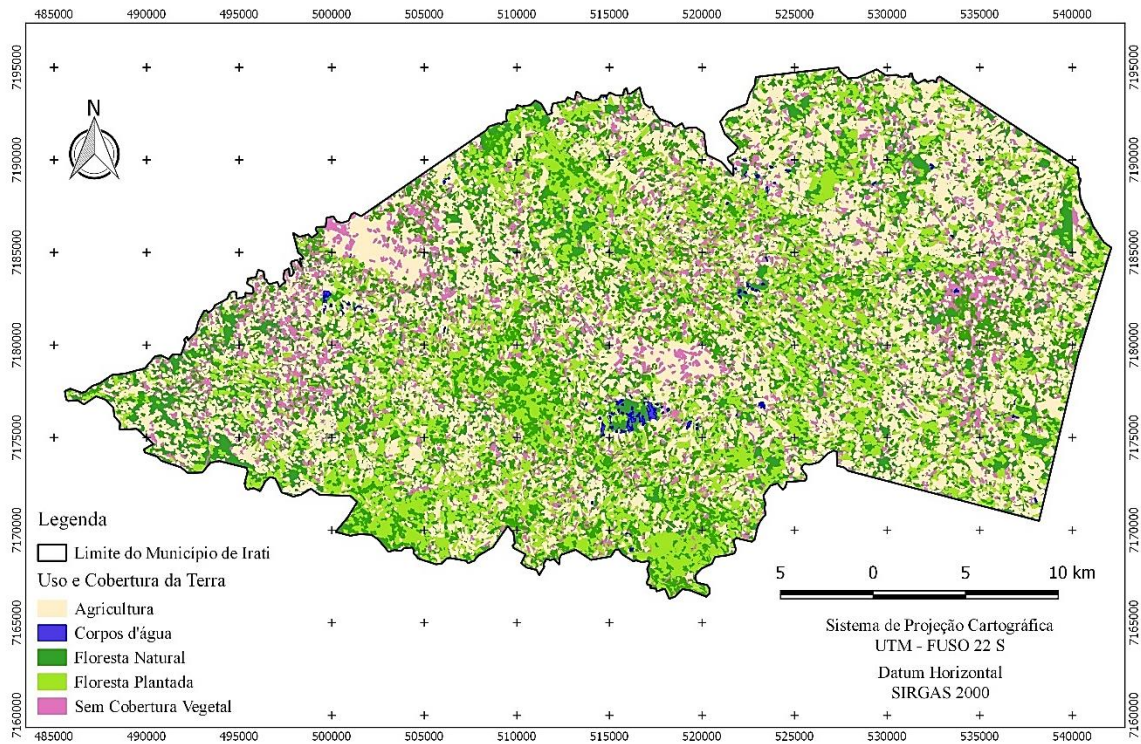 485000 490000 495000 500000 505000 510000 515000 520000 525000 530000 535000 540000
7195000 7195000
N
7190000 7190000
7185000 7185000
7180000 7180000
7175000 7175000
7170000 7170000
7165000 7165000
7160000 7160000
Legenda
Limite do Município de Irati
Uso e Cobertura da Terra
Agricultura
Corpos d'água
Floresta Natural
Floresta Plantada
Sem Cobertura Vegetal
5 0 5 10 km
Sistema de Projeção Cartográfica
UTM - FUSO 22 S
Datum Horizontal
SIRGAS 2000
485000 490000 495000 500000 505000 510000 515000 520000 525000 530000 535000 540000